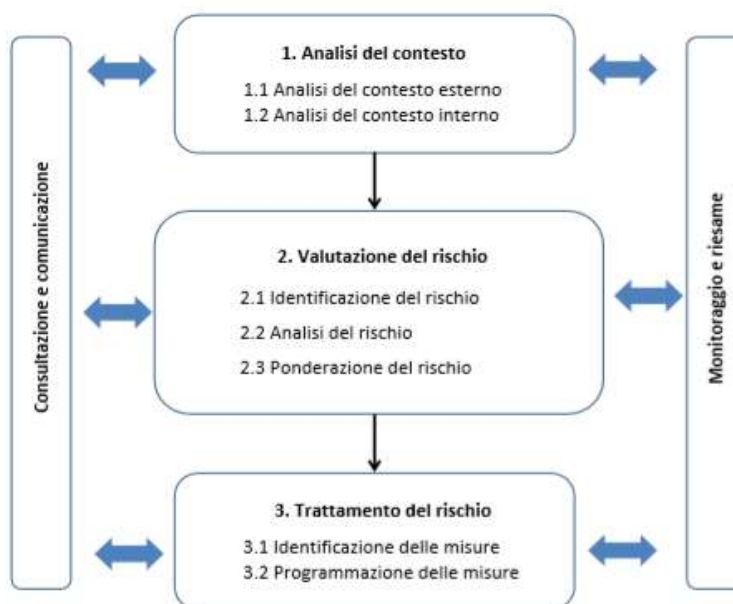 Consultazione e comunicazione
1. Analisi del contesto
1.1 Analisi del contesto esterno
1.2 Analisi del contesto interno
2. Valutazione del rischio
2.1 Identificazione del rischio
2.2 Analisi del rischio
2.3 Ponderazione del rischio
3. Trattamento del rischio
3.1 Identificazione delle misure
3.2 Programmazione delle misure
Monitoraggio e riesame